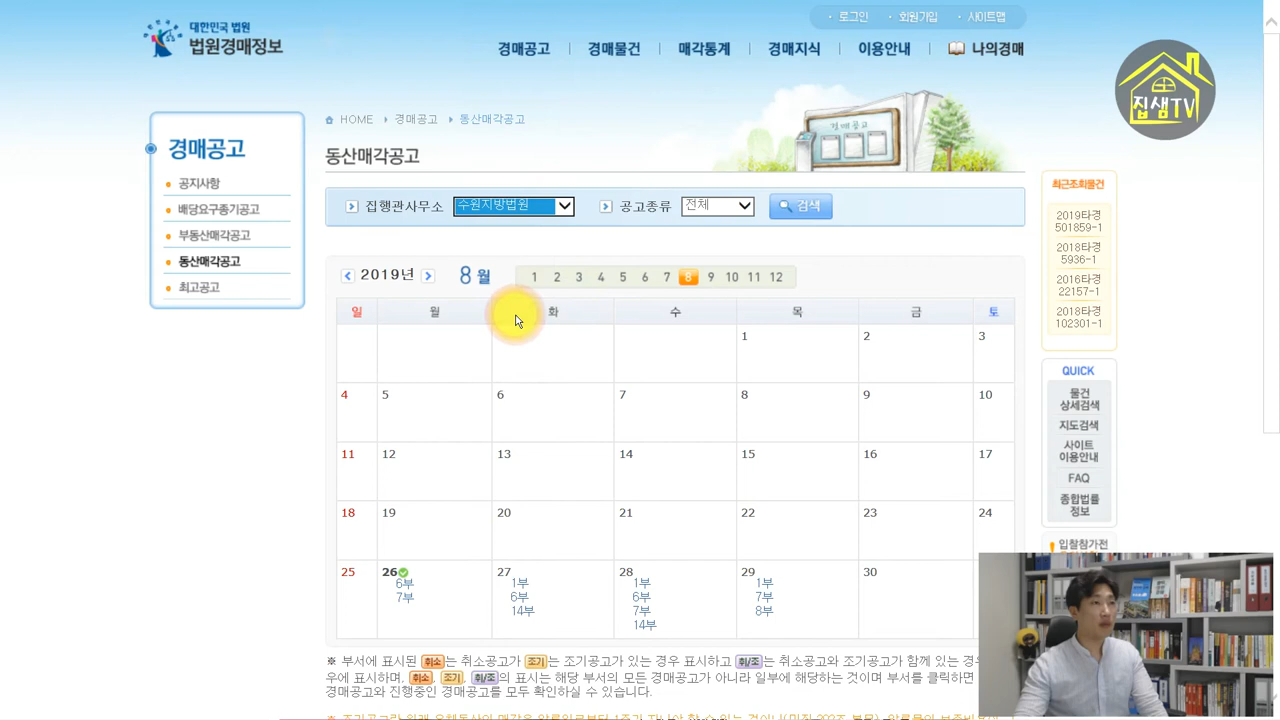 로그인 회원가입 사이트맵
대한민국 법원
법원경매정보
경매공고 경매물건 매각통계 경매지식 이용안내 나의경매
집샘TV
HOME 경매공고 동산매각공고
경매공고
경매공고
동산매각공고
공지사항
배당요구종기공고
부동산매각공고
동산매각공고
최고공고
집행관사무소 수원지방법원 공고종류 전체 검색
최근조회물건
2019타경
501859-1
2018타경
5936-1
2016타경
22157-1
2018타경
102301-1
2019년 8 월 1 2 3 4 5 6 7 8 9 10 11 12
일 월 화 수 목 금 토
1 2 3
4 5 6 7 8 9 10
11 12 13 14 15 16 17
18 19 20 21 22 23 24
25 26 27 28 29 30
6부 1부 1부 1부
7부 6부 6부 7부
14부 7부 8부
14부
QUICK
물건
상세검색
지도검색
사이트
이용안내
FAQ
종합법률
정보
입찰참가전
※ 부서에 표시된 취소는 취소공고가 조기는 조기공고가 있는 경우 표시하고 취/조는 취소공고와 조기공고가 함께 있는
우에 표시하며, 취소, 조기, 취/조의 표시는 해당 부서의 모든 경매공고가 아니라 일부에 해당하는 것이며 부서를 클릭하면
경매공고와 진행중인 경매공고를 모두 확인하실 수 있습니다.